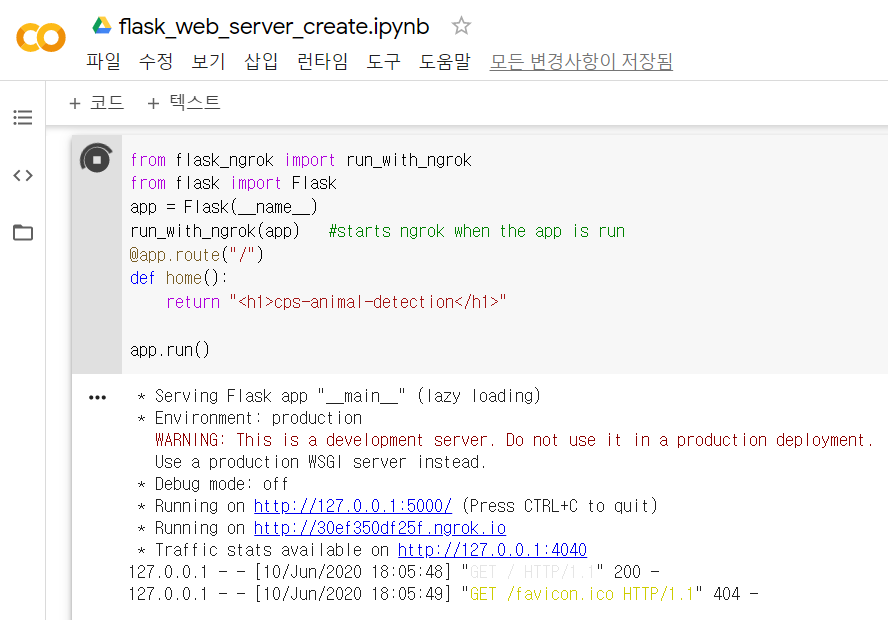 flask_web_server_create.ipynb
파일 수정 보기 삽입 런타임 도구 도움말 모든 변경사항이 저장됨
+ 코드 + 텍스트
from flask_ngrok import run_with_ngrok
from flask import Flask
app = Flask(__name__)
run_with_ngrok(app)   #starts ngrok when the app is run
@app.route("/")
def home():
    return "<h1>cps-animal-detection</h1>"
app.run()
* Serving Flask app "__main__" (lazy loading)
* Environment: production
WARNING: This is a development server. Do not use it in a production deployment.
Use a production WSGI server instead.
* Debug mode: off
* Running on http://127.0.0.1:5000/ (Press CTRL+C to quit)
* Running on http://30ef350df25f.ngrok.io
* Traffic stats available on http://127.0.0.1:4040
127.0.0.1 - - [10/Jun/2020 18:05:48] "GET / HTTP/1.1" 200 -
127.0.0.1 - - [10/Jun/2020 18:05:49] "GET /favicon.ico HTTP/1.1" 404 -